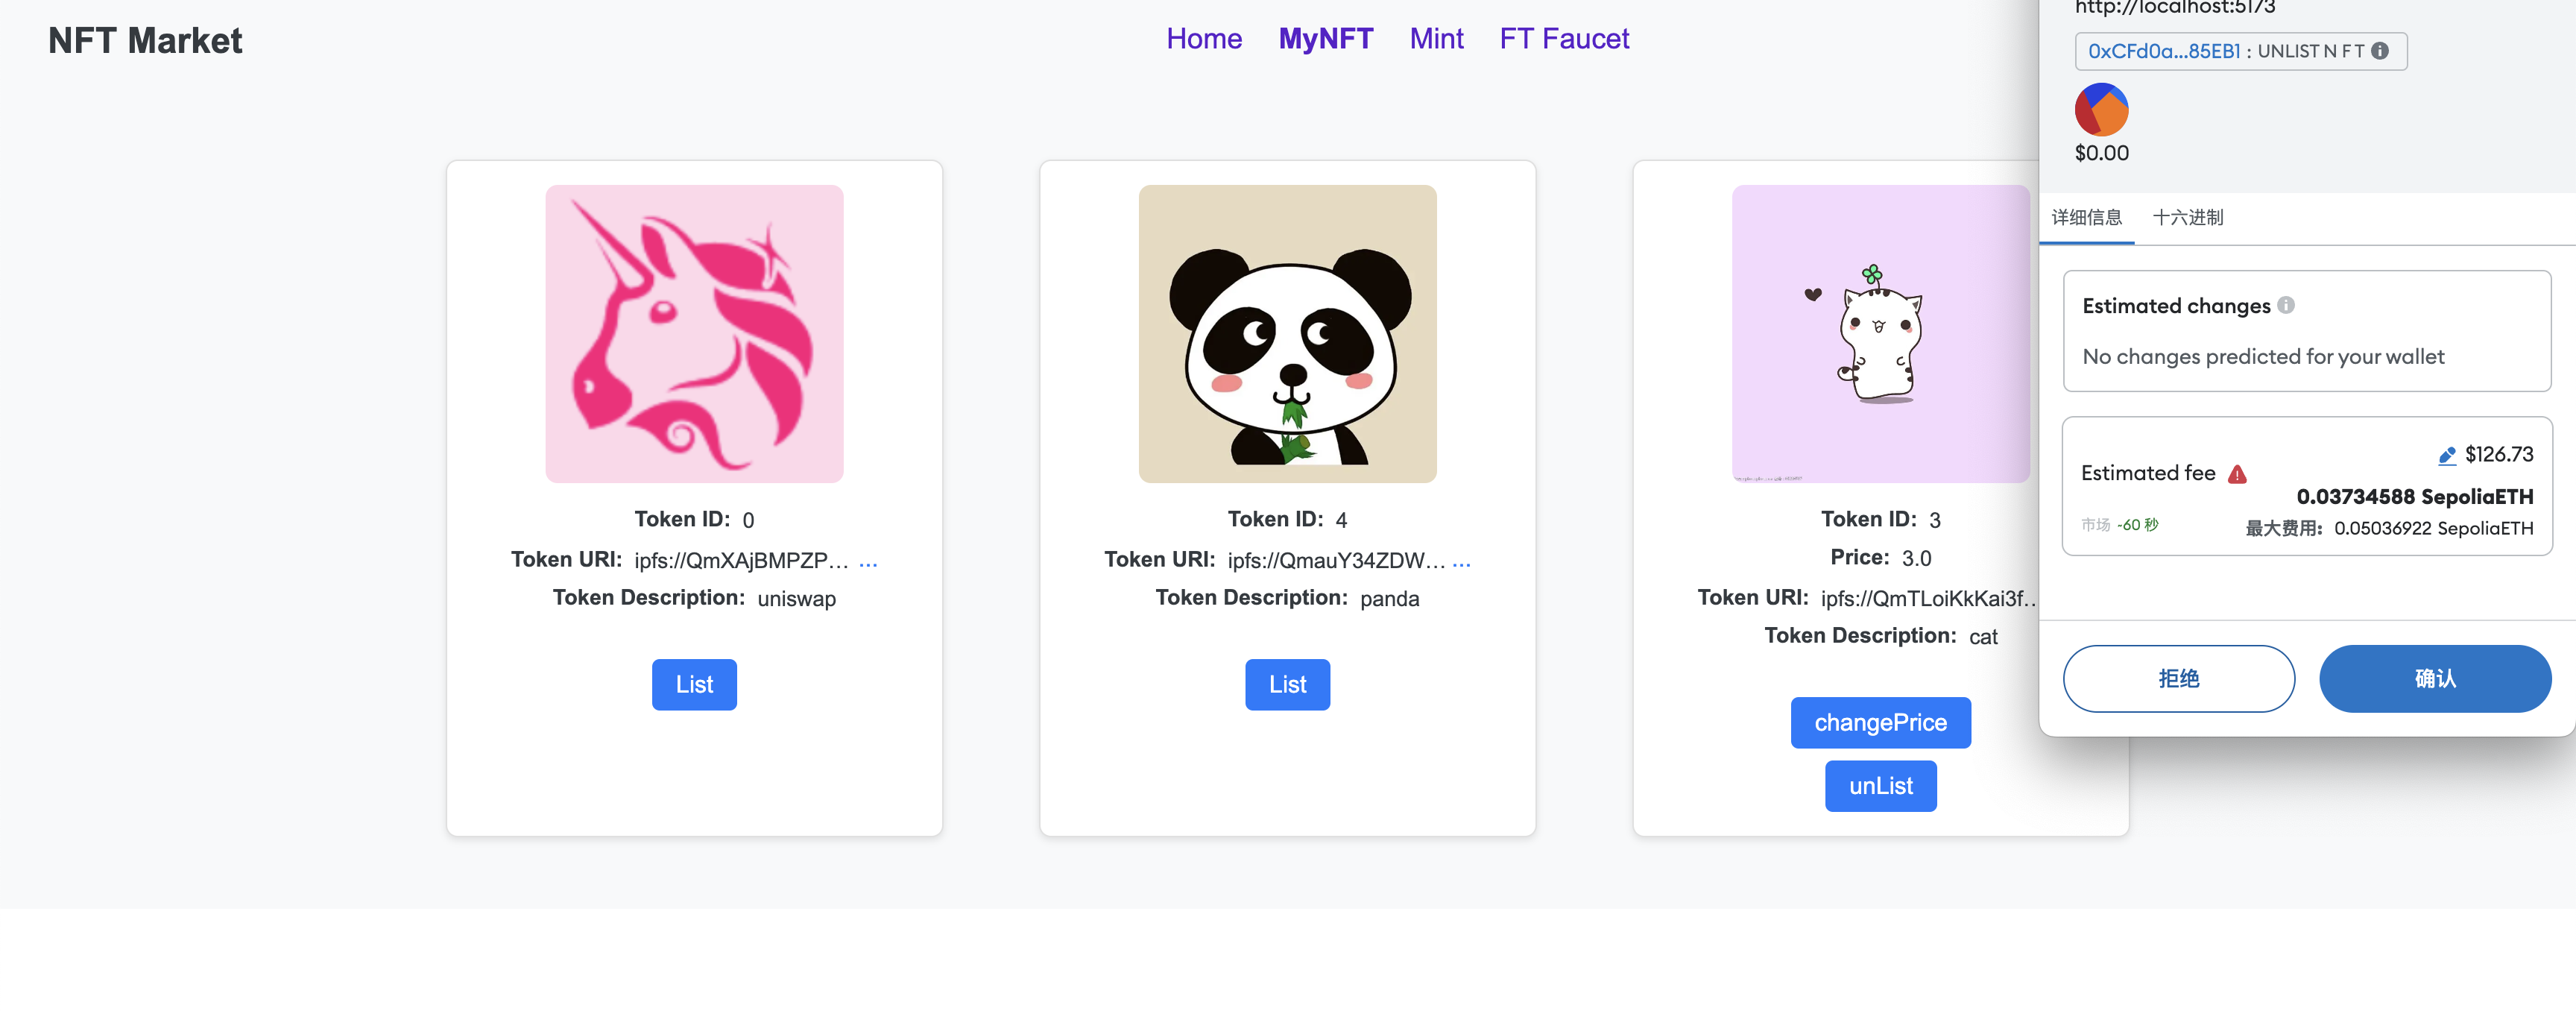 NFT Market
Home MyNFT Mint FT Faucet
Token ID: 0
Token URI: ipfs://QmXAjBMPZP... ...
Token Description: uniswap
List
Token ID: 4
Token URI: ipfs://QmauY34ZDW... ...
Token Description: panda
List
Token ID: 3
Price: 3.0
Token URI: ipfs://QmTLoiKkKai3f..
Token Description: cat
changePrice
unList
http://localhost:5173
0xCFd0a...85EB1 : UNLIST N F T
$0.00
详细信息 十六进制
Estimated changes
No changes predicted for your wallet
$126.73
Estimated fee
0.03734588 SepoliaETH
市场 -60 秒
最大费用: 0.05036922 SepoliaETH
拒绝 确认